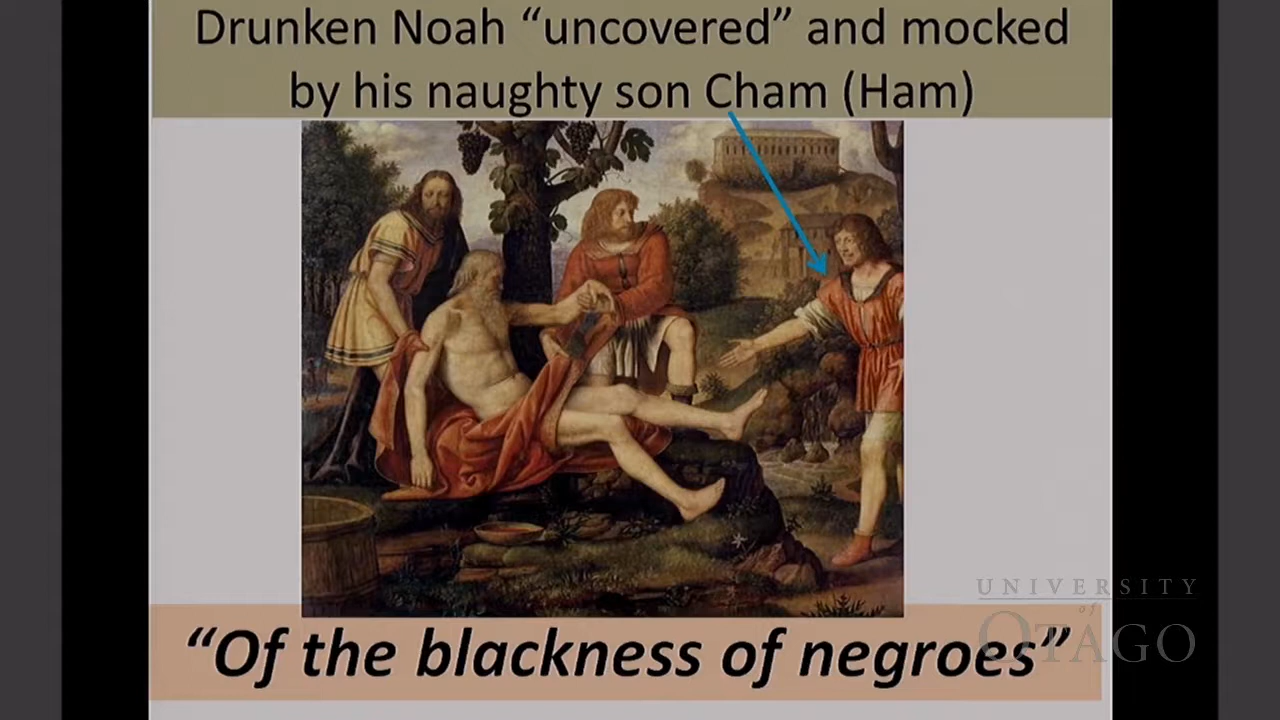 Drunken Noah “uncovered” and mocked
by his naughty son Cham (Ham)
“Of the blackness of negroes”
UNIVERSITY
of
OTAGO